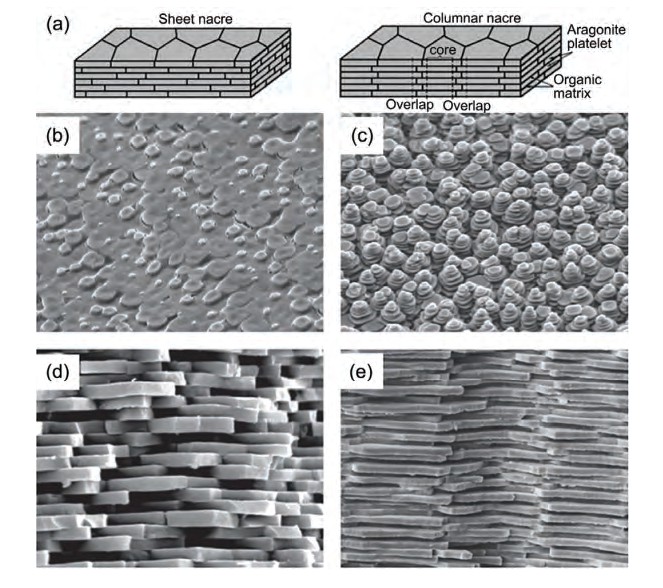 (a)
Sheet nacre
Columnar nacre
core
Aragonite
platelet
Organic
matrix
Overlap
Overlap
(b)
(c)
(d)
(e)